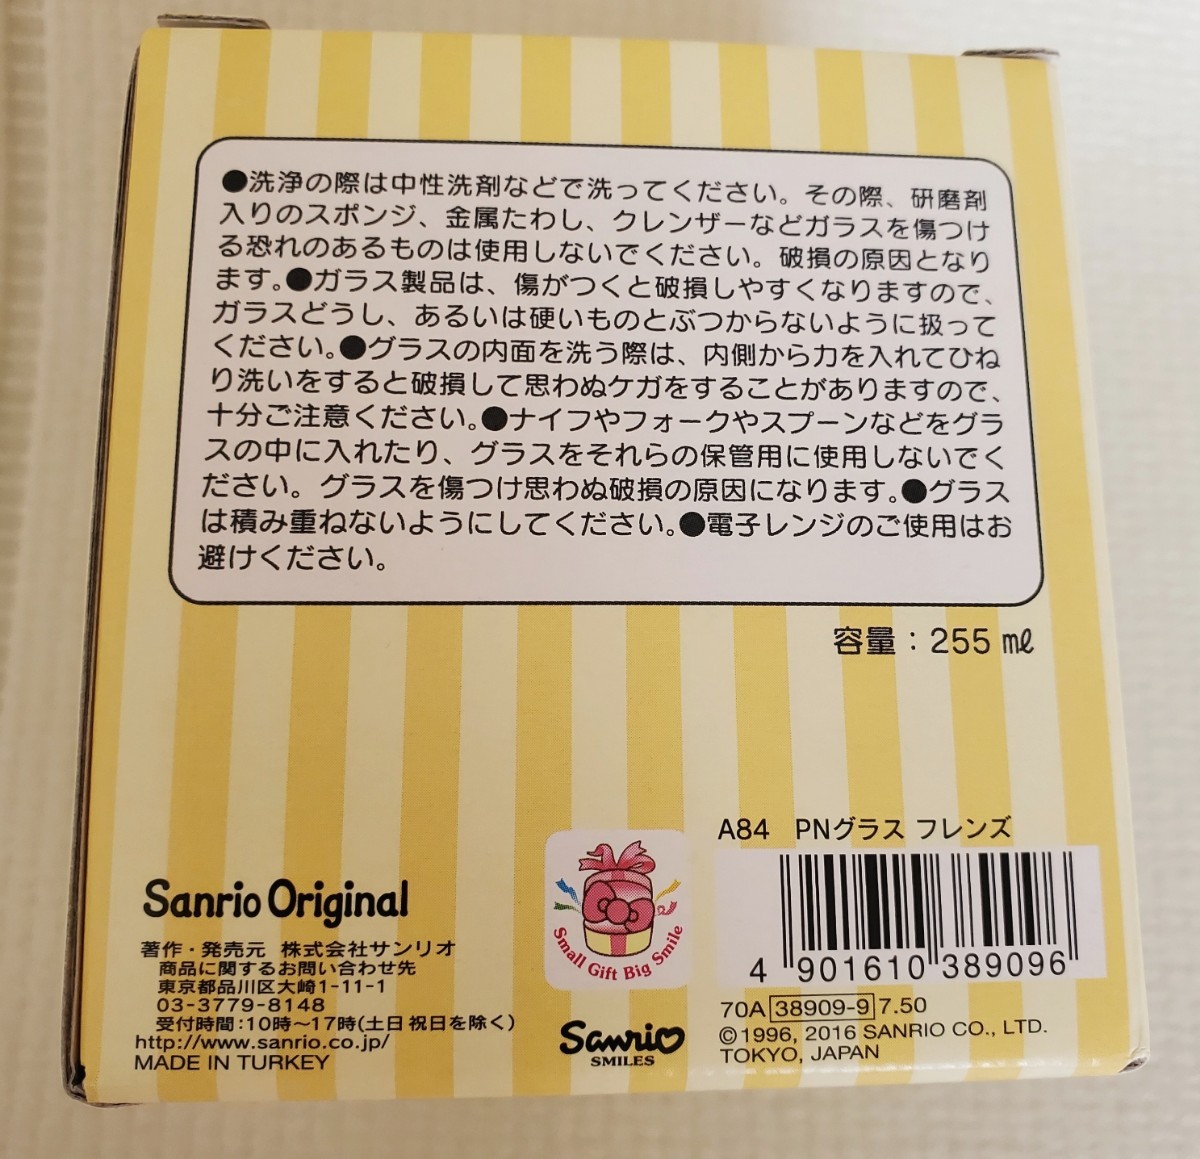 ●洗浄の際は中性洗剤などで洗ってください。その際、研磨剤
入りのスポンジ、金属たわし、クレンザーなどガラスを傷つけ
る恐れのあるものは使用しないでください。破損の原因となり
ます。●ガラス製品は、傷がつくと破損しやすくなりますので、
ガラスどうし、あるいは硬いものとぶつからないように扱って
ください。●グラスの内面を洗う際は、内側から力を入れてひね
り洗いをすると破損して思わぬケガをすることがありますので、
十分ご注意ください。●ナイフやフォークやスプーンなどをグラ
スの中に入れたり、グラスをそれらの保管用に使用しないでく
ださい。グラスを傷つけ思わぬ破損の原因になります。●グラス
は積み重ねないようにしてください。●電子レンジのご使用はお
避けください。
容量：255㎖
Sanrio Original
著作・発売元 株式会社サンリオ
商品に関するお問い合わせ先
東京都品川区大崎1-11-1
03-3779-8148
受付時間:10時〜17時(土日祝日を除く)
http://www.sanrio.co.jp/
MADE IN TURKEY
Small Gift Big Smile
Sanrio
SMILES
A84 PNグラス フレンズ
4 901610 389096
70A 38909-9 7.50
©1996, 2016 SANRIO CO., LTD.
TOKYO, JAPAN